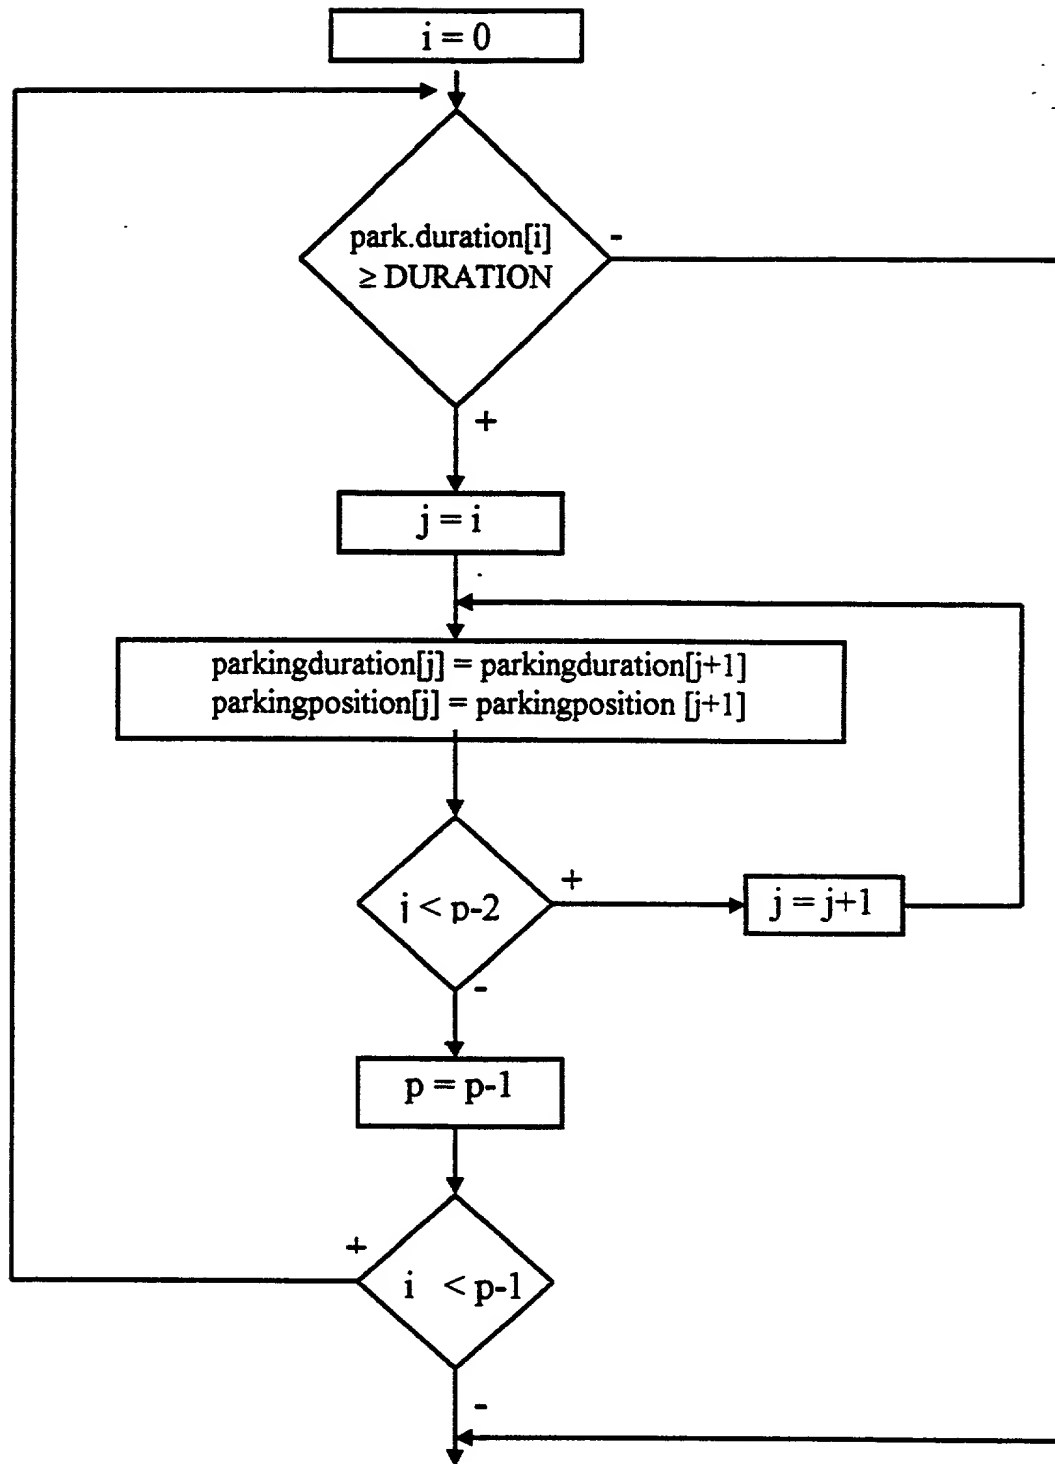 i = 0
park.duration[i]
≥ DURATION
-
+
j = i
parkingduration[j] = parkingduration[j+1]
parkingposition[j] = parkingposition [j+1]
j < p-2
+
j = j+1
-
p = p-1
+
i < p-1
-